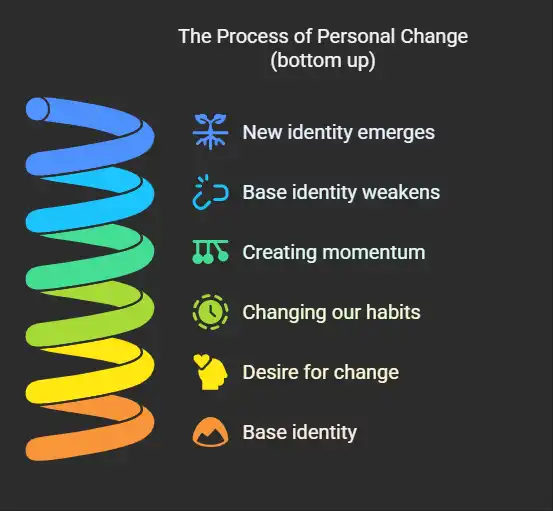 The Process of Personal Change
(bottom up)
New identity emerges
Base identity weakens
Creating momentum
Changing our habits
Desire for change
Base identity